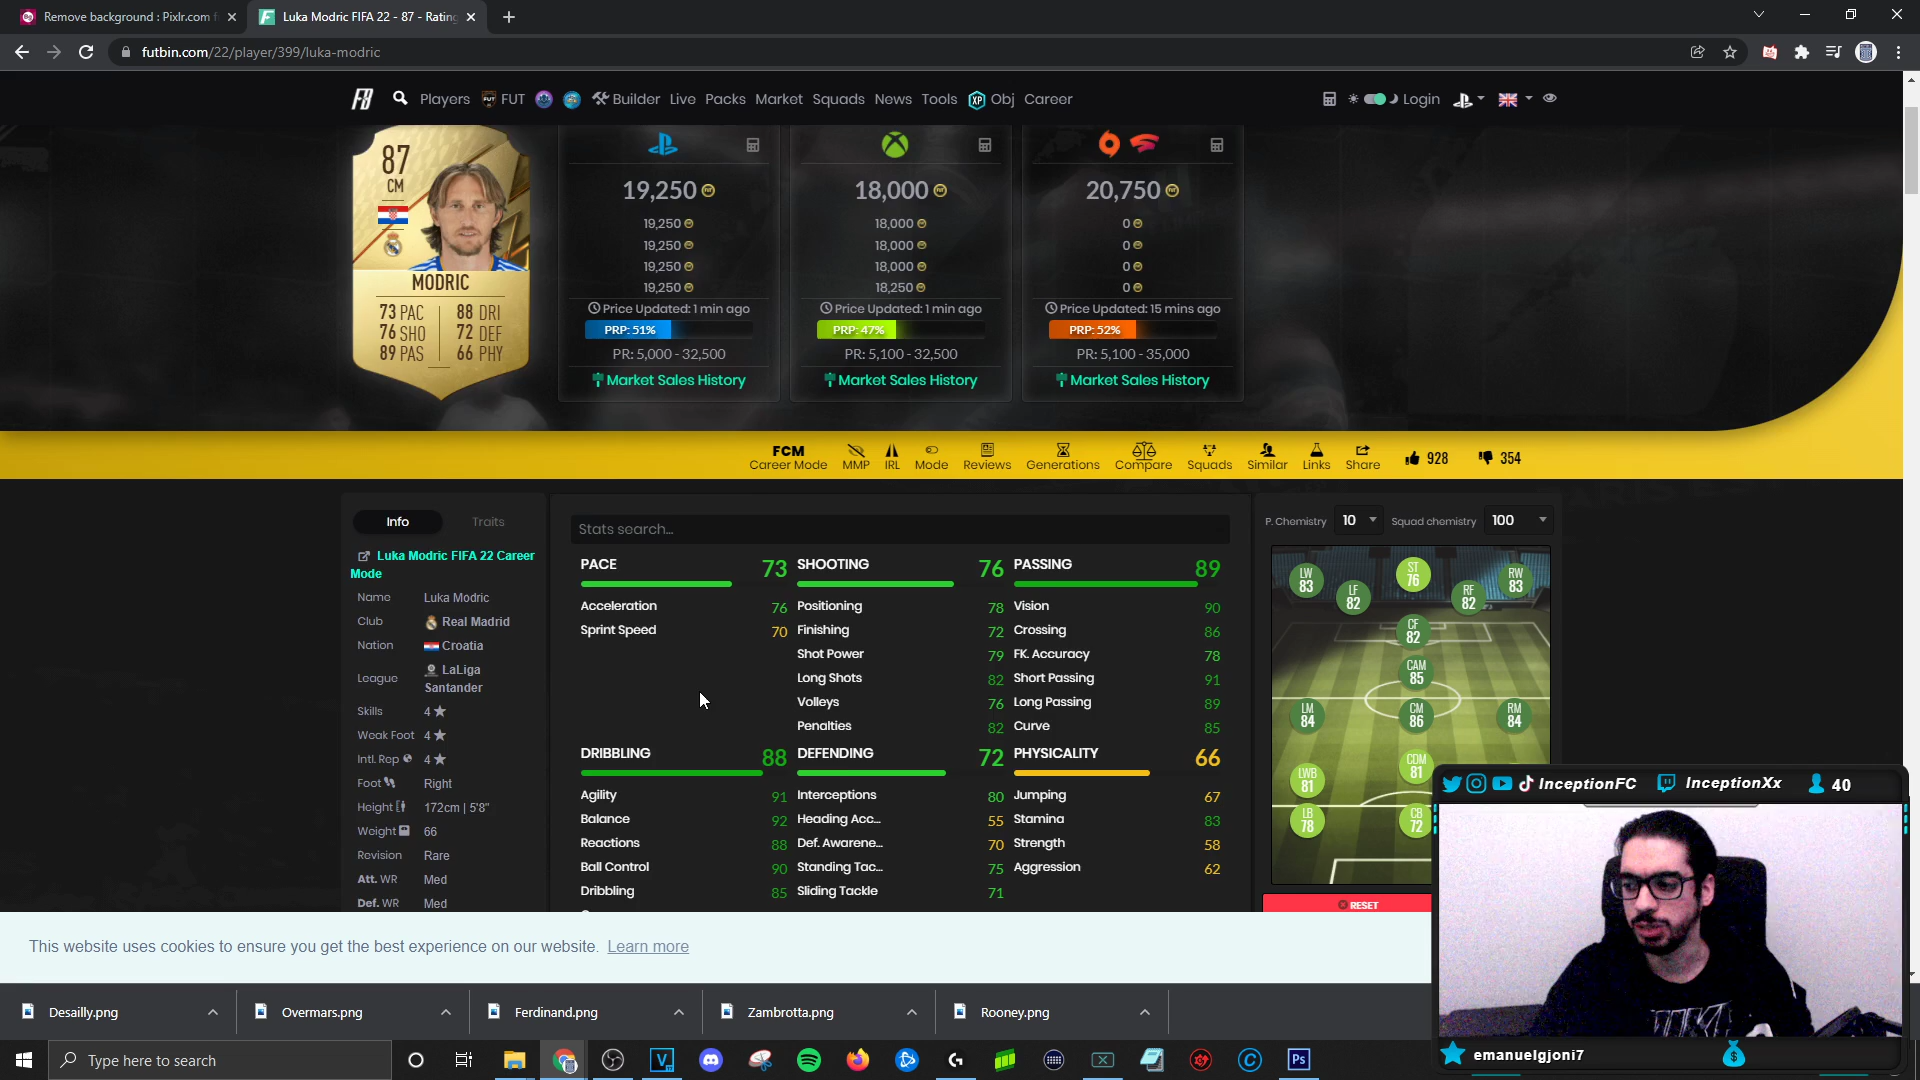 Remove background : Pixlr.com f
Luka Modric FIFA 22 - 87 - Rating
futbin.com/22/player/399/luka-modric
Players FUT Builder Live Packs Market Squads News Tools XP Obj Career
Login
87
CM
MODRIC
73 PAC 88 DRI
76 SHO 72 DEF
89 PAS 66 PHY
19,250
19,250
19,250
19,250
19,250
Price Updated: 1 min ago
PRP: 51%
PR: 5,000 - 32,500
Market Sales History
18,000
18,000
18,000
18,000
18,250
Price Updated: 1 min ago
PRP: 47%
PR: 5,100 - 32,500
Market Sales History
20,750
0
0
0
0
Price Updated: 15 mins ago
PRP: 52%
PR: 5,100 - 35,000
Market Sales History
FCM
Career Mode MMP IRL Mode Reviews Generations Compare Squads Similar Links Share 928 354
Info Traits
Luka Modric FIFA 22 Career
Mode
Name Luka Modric
Club Real Madrid
Nation Croatia
League LaLiga
Santander
Skills 4
Weak Foot 4
Intl. Rep 4
Foot Right
Height 172cm | 5'8"
Weight 66
Revision Rare
Att. WR Med
Def. WR Med
Stats search...
PACE 73 SHOOTING 76 PASSING 89
Acceleration 76 Positioning 78 Vision 90
Sprint Speed 70 Finishing 72 Crossing 86
Shot Power 79 FK. Accuracy 78
Long Shots 82 Short Passing 91
Volleys 76 Long Passing 89
Penalties 82 Curve 85
DRIBBLING 88 DEFENDING 72 PHYSICALITY 66
Agility 91 Interceptions 80 Jumping 67
Balance 92 Heading Acc... 55 Stamina 83
Reactions 88 Def. Awarene... 70 Strength 58
Ball Control 90 Standing Tac... 75 Aggression 62
Dribbling 85 Sliding Tackle 71
P. Chemistry 10 Squad chemistry 100
ST
76
LW
83
RW
83
LF
82
RF
82
CF
82
CAM
85
LM
84
CM
86
RM
84
CDM
81
LWB
81
LB
78
CB
72
RESET
InceptionFC InceptionXx 40
emanuelgjoni7
This website uses cookies to ensure you get the best experience on our website. Learn more
Desailly.png Overmars.png Ferdinand.png Zambrotta.png Rooney.png
Type here to search
Ps